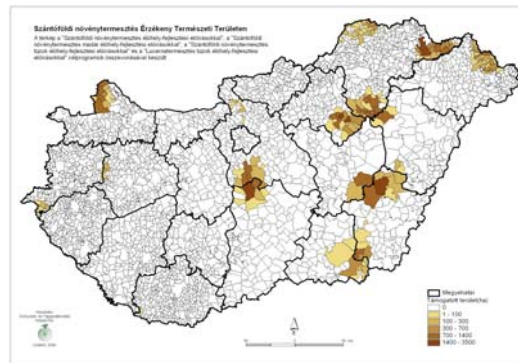 Szántóföldi növénytermesztés Érzékeny Természeti Területen
A térkép a "Szántóföldi növénytermesztés élőhely-fejlesztési előírásokkal", a "Szántóföldi
növénytermesztés madár élőhely-fejlesztési előírásokkal", a "Szántóföldi növénytermesztés
túzok élőhely-fejlesztési előírásokkal" és a "Lucernatermesztés túzok élőhely-fejlesztési
előírásokkal" célprogramok összevonásával készült
Megyehatár
Támogatott terület(ha)
0
1 - 100
100 - 300
300 - 700
700 - 1400
1400 - 3500